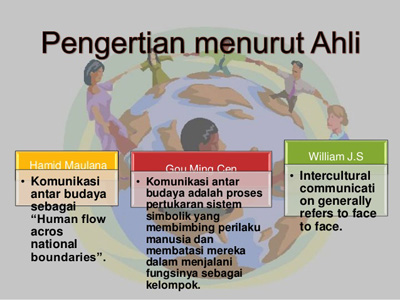 Pengertian menurut Ahli
Hamid Maulana
• Komunikasi
antar budaya
sebagai
“Human flow
acros
national
boundaries”.
Gou Ming Cen
• Komunikasi antar
budaya adalah proses
pertukaran sistem
simbolik yang
membimbing perilaku
manusia dan
membatasi mereka
dalam menjalani
fungsinya sebagai
kelompok.
William J.S
• Intercultural
communicati
on generally
refers to face
to face.